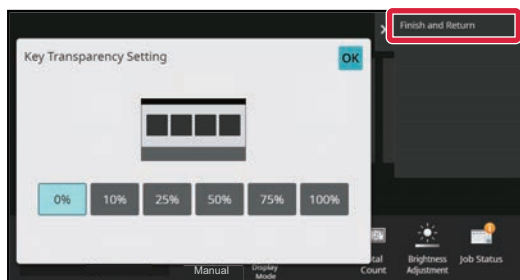 Finish and Return
Key Transparency Setting
OK
0%
10%
25%
50%
75%
100%
Manual
Display
Mode
Count
Brightness
Adjustment
Job Status